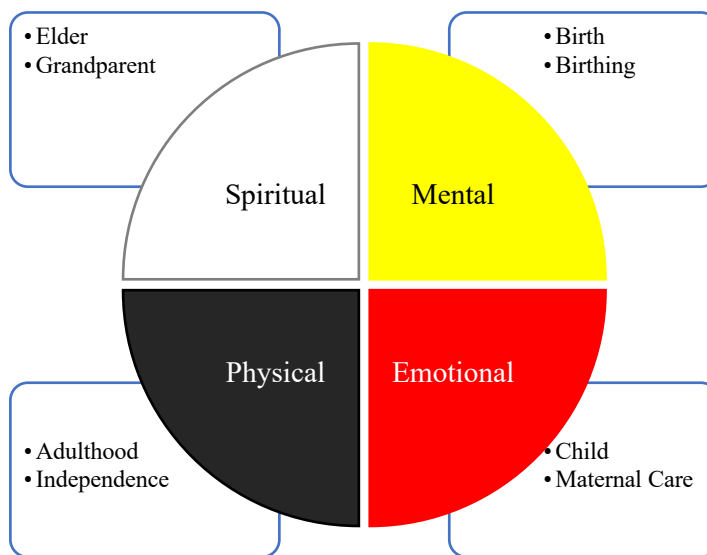 • Elder
• Grandparent
• Birth
• Birthing
Spiritual
Mental
Physical
Emotional
• Adulthood
• Independence
• Child
• Maternal Care